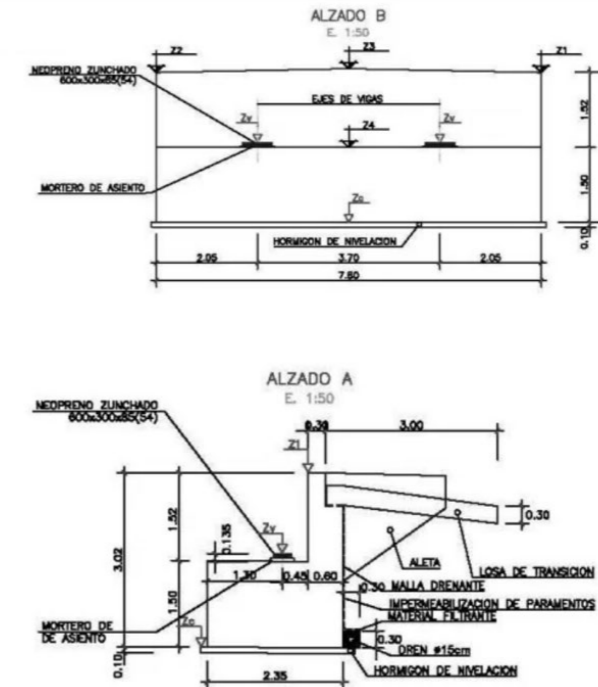 ALZADO B
E. 1:50
Z2
Z3
Z1
NEOPRENO ZUNCHADO
600x300x85(54)
EJES DE VIGAS
Zv
Zv
Z4
1.52
MORTERO DE ASIENTO
1.50
Zc
HORMIGON DE NIVELACION
0.10
2.05
3.70
2.05
7.80
ALZADO A
E. 1:50
NEOPRENO ZUNCHADO
600x300x85(54)
0.30
3.00
Z1
1.52
0.135
Zv
3.02
0.30
ALETA
LOSA DE TRANSICION
1.30
0.45
0.60
MALLA DRENANTE
0.30
IMPERMEABILIZACION DE PARAMENTOS
MATERIAL FILTRANTE
1.50
MORTERO DE
DE ASIENTO
Zc
0.30
DREN ø15cm
HORMIGON DE NIVELACION
0.10
2.35